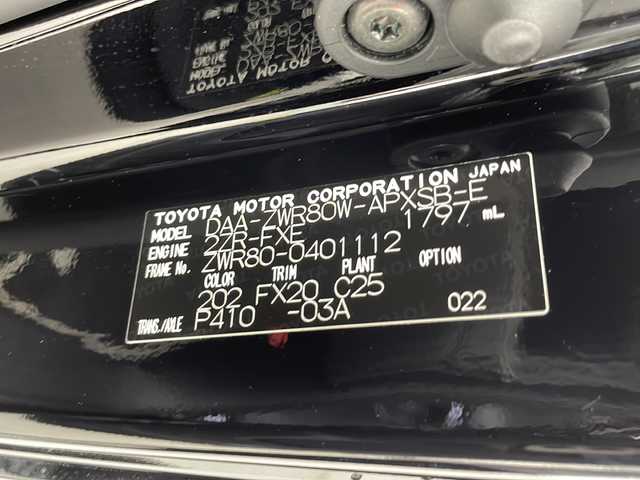 TOYOTA MOTOR CORPORATION JAPAN
MODEL DAA-ZWR80W-APXSB-E
ENGINE 2ZR-FXE 1797 mL
FRAME No. ZWR80-0401112
COLOR TRIM PLANT OPTION
202 FX20 C25
TRANS./AXLE P410 -03A 022